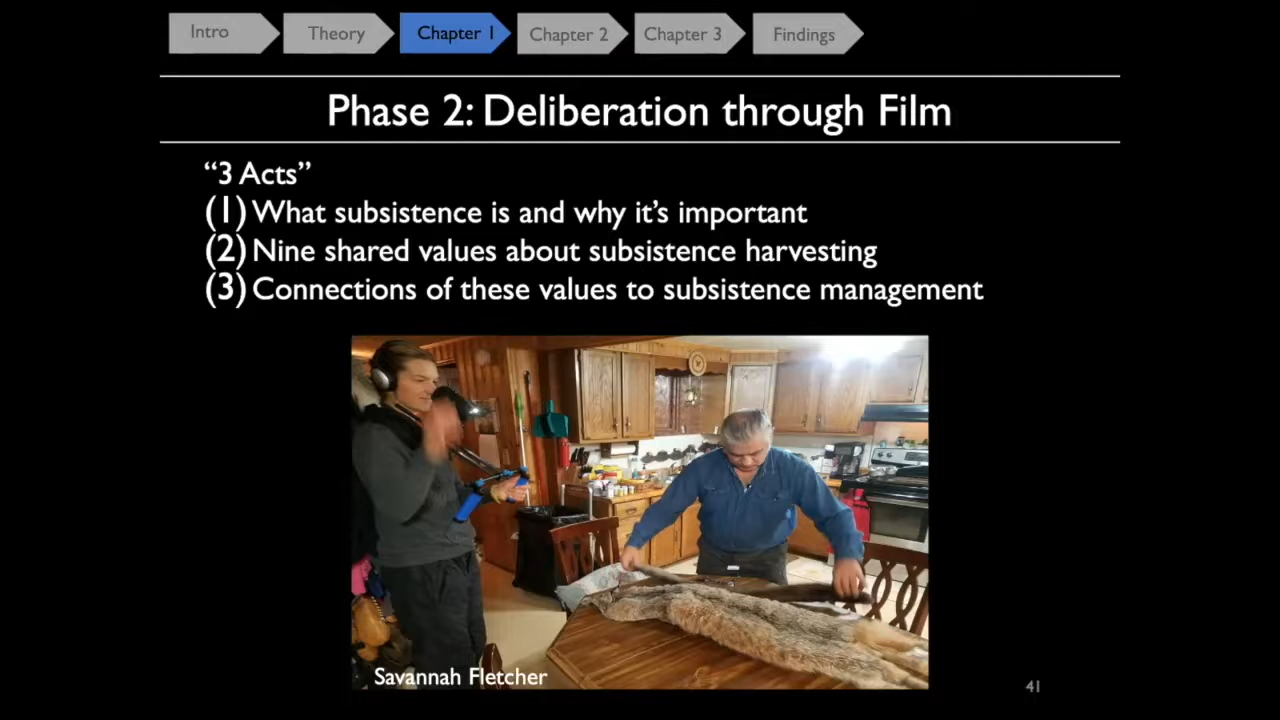 Intro
Theory
Chapter 1
Chapter 2
Chapter 3
Findings
Phase 2: Deliberation through Film
“3 Acts”
(1) What subsistence is and why it’s important
(2) Nine shared values about subsistence harvesting
(3) Connections of these values to subsistence management
Savannah Fletcher
41